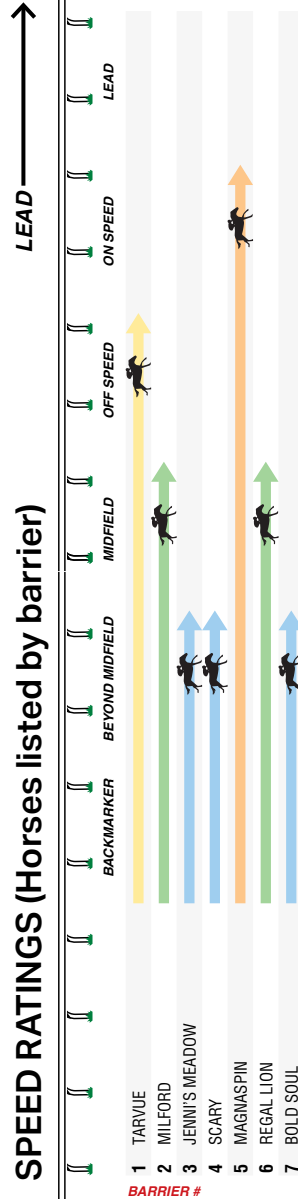 SPEED RATINGS (Horses listed by barrier)
LEAD
BACKMARKER
BEYOND MIDFIELD
MIDFIELD
OFF SPEED
ON SPEED
LEAD
BARRIER #
1 TARVUE
2 MILFORD
3 JENNI'S MEADOW
4 SCARY
5 MAGNASPIN
6 REGAL LION
7 BOLD SOUL